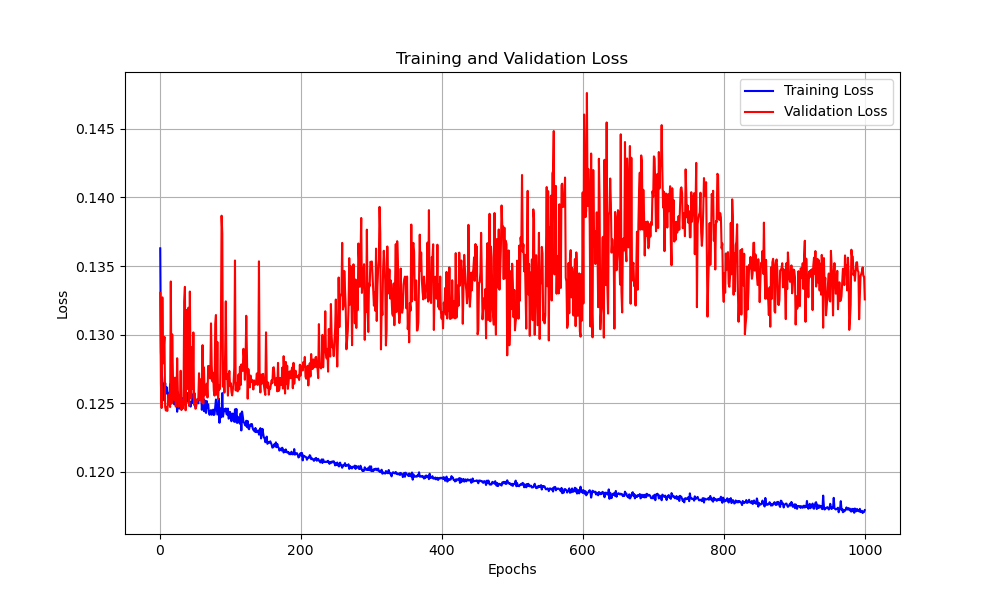 Training and Validation Loss
Training Loss
Validation Loss
0.145
0.140
0.135
0.130
0.125
0.120
Loss
0 200 400 600 800 1000
Epochs